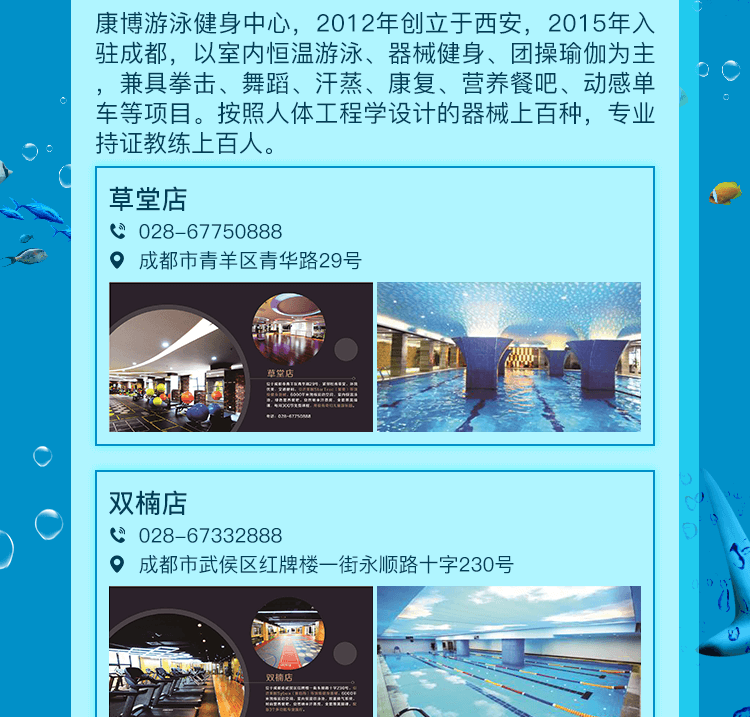 康博游泳健身中心，2012年创立于西安，2015年入
驻成都，以室内恒温游泳、器械健身、团操瑜伽为主
，兼具拳击、舞蹈、汗蒸、康复、营养餐吧、动感单
车等项目。按照人体工程学设计的器械上百种，专业
持证教练上百人。
草堂店
028-67750888
成都市青羊区青华路29号
草堂店
电话：028-67750888
双楠店
028-67332888
成都市武侯区红牌楼一街永顺路十字230号
双楠店